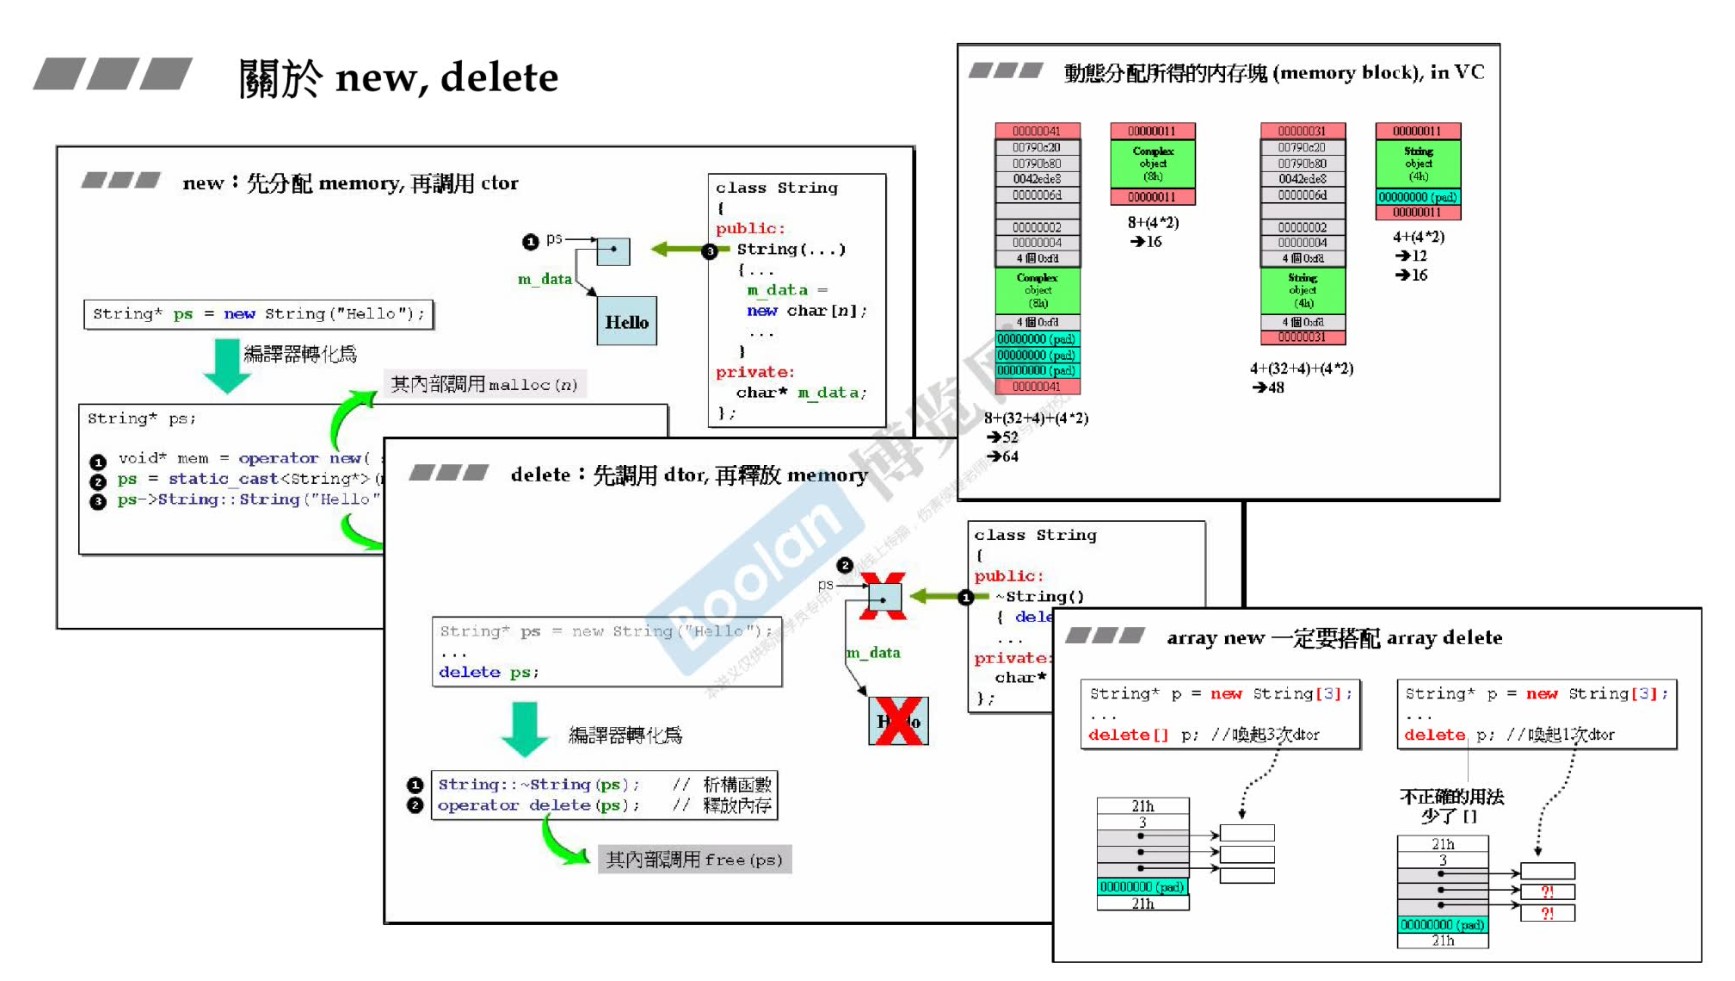 關於 new, delete
new：先分配 memory, 再調用 ctor
String* ps = new String("Hello");
編譯器轉化為
其內部調用 malloc(n)
String* ps;
❶ void* mem = operator new(
❷ ps = static_cast<String*>(
❸ ps->String::String("Hello"
❶ ps
m_data
Hello
❸
class String
{
public:
String(...)
{...
m_data =
new char[n];
...
}
private:
char* m_data;
};
delete：先調用 dtor, 再釋放 memory
String* ps = new String("Hello");
...
delete ps;
編譯器轉化為
❶ String::~String(ps); // 析構函數
❷ operator delete(ps); // 釋放內存
其內部調用 free(ps)
❷
ps
m_data
❶
class String
{
public:
~String()
{ dele
...
private:
char*
};
動態分配所得的內存塊 (memory block), in VC
00000041
00790c20
00790b80
0042ede8
0000006d
00000002
00000004
4個0xfd
Complex
object
(8h)
4個0xfd
00000000 (pad)
00000000 (pad)
00000000 (pad)
00000041
8+(32+4)+(4*2)
➔52
➔64
00000011
Complex
object
(8h)
00000011
8+(4*2)
➔16
00000031
00790c20
00790b80
0042ede8
0000006d
00000002
00000004
4個0xfd
String
object
(4h)
4個0xfd
00000031
4+(32+4)+(4*2)
➔48
00000011
String
object
(4h)
00000000 (pad)
00000011
4+(4*2)
➔12
➔16
array new 一定要搭配 array delete
String* p = new String[3];
...
delete[] p; //喚起3次dtor
21h
3
00000000 (pad)
21h
String* p = new String[3];
...
delete p; //喚起1次dtor
不正確的用法
少了 []
21h
3
?!
?!
00000000 (pad)
21h
Boolan 博览网